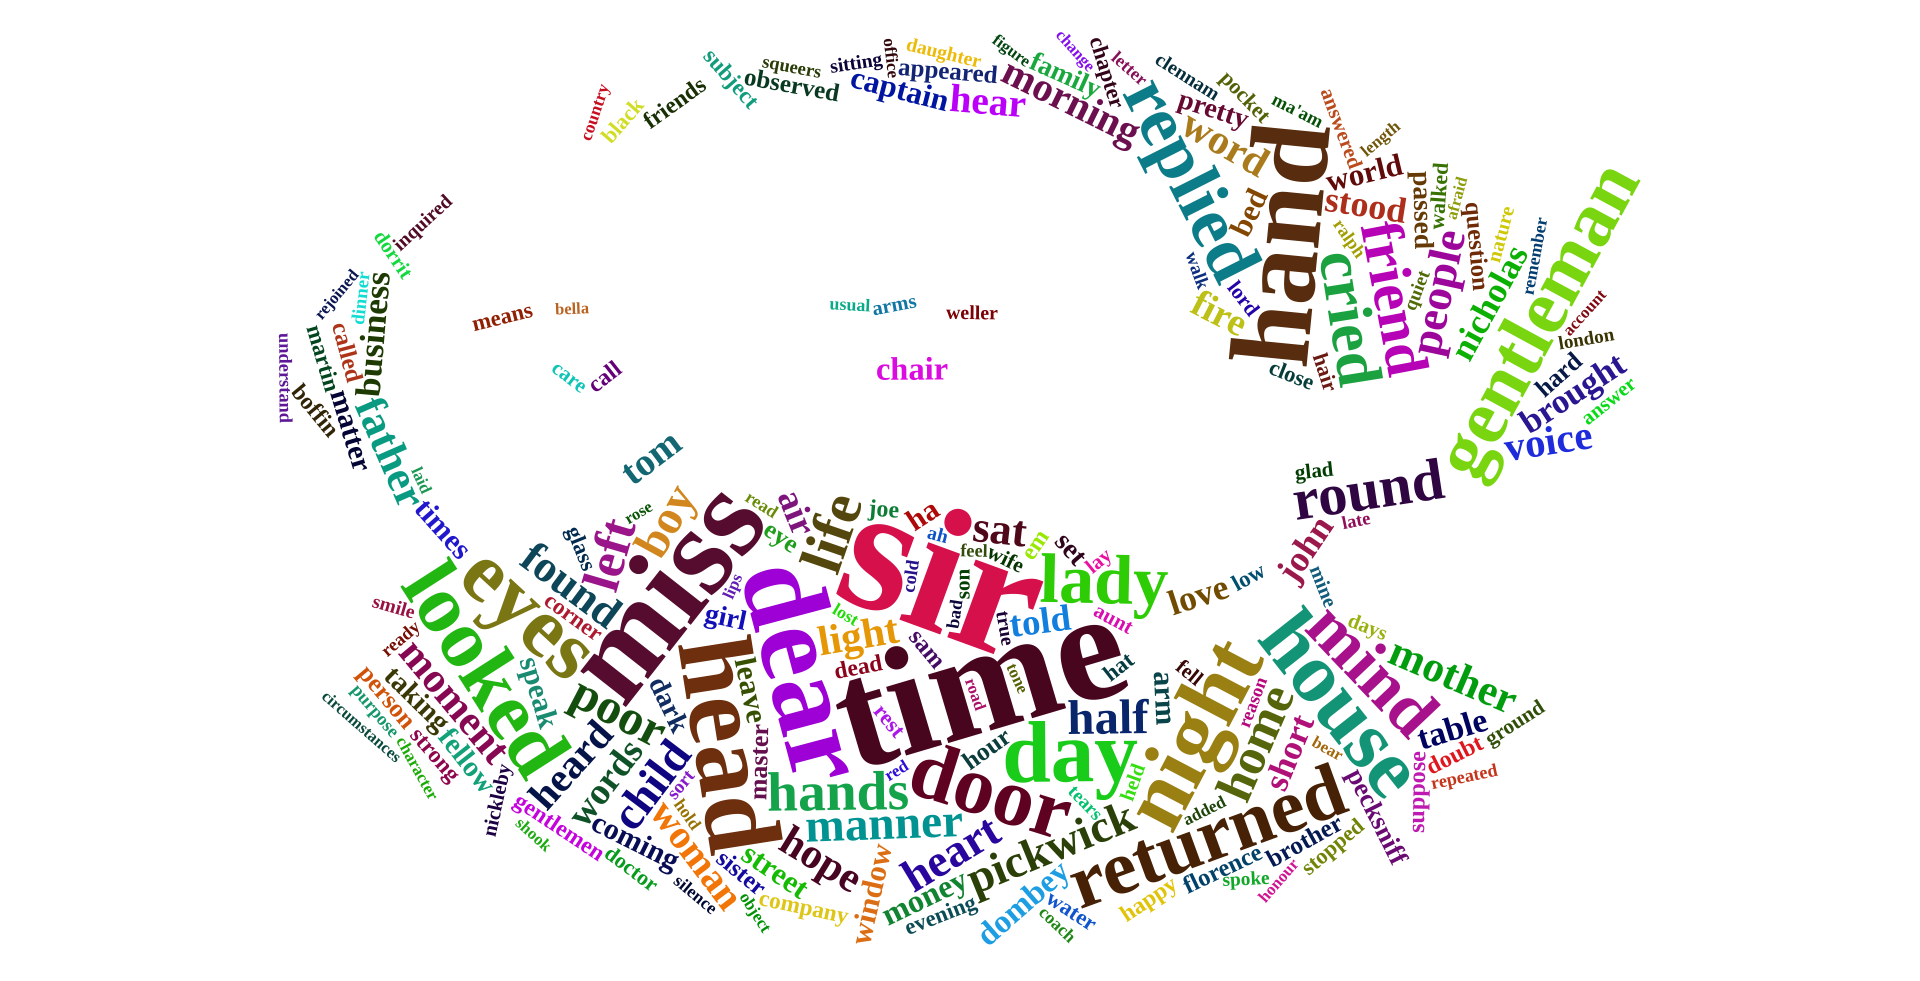 country
black
friends
subject
squeers
observed
sitting
office
daughter
appeared
captain
hear
figure
family
morning
change
chapter
letter
replied
clennam
pocket
pretty
ma'am
word
answered
length
hand
world
stood
bed
ralph
passed
walked
afraid
question
nature
remember
friend
people
quiet
nicholas
gentleman
cried
walk
lord
fire
close
hair
account
london
hard
brought
answer
voice
inquired
dorrit
rejoined
dinner
business
called
martin
understand
boffin
matter
father
laid
times
means
bella
usual
arms
weller
care
call
chair
tom
glad
round
late
john
mine
rose
boy
read
air
eye
miss
left
glass
found
eyes
looked
life
joe
ha
ah
sir
sat
feel
wife
em
set
lay
lady
cold
son
bad
true
told
aunt
love
low
lips
girl
dear
lost
light
dead
sam
time
tone
road
rest
hat
smile
ready
corner
moment
speak
poor
dark
leave
head
master
person
taking
purpose
circumstances
character
strong
fellow
nickleby
heard
words
child
sort
hold
woman
gentlemen
shook
coming
doctor
silence
sister
street
object
company
hope
window
hands
manner
red
door
hour
day
half
arm
fell
night
held
tears
heart
pickwick
money
evening
dombey
water
coach
added
returned
happy
florence
spoke
brother
honour
stopped
house
mind
days
mother
home
reason
short
bear
table
ground
doubt
repeated
suppose
pecksniff